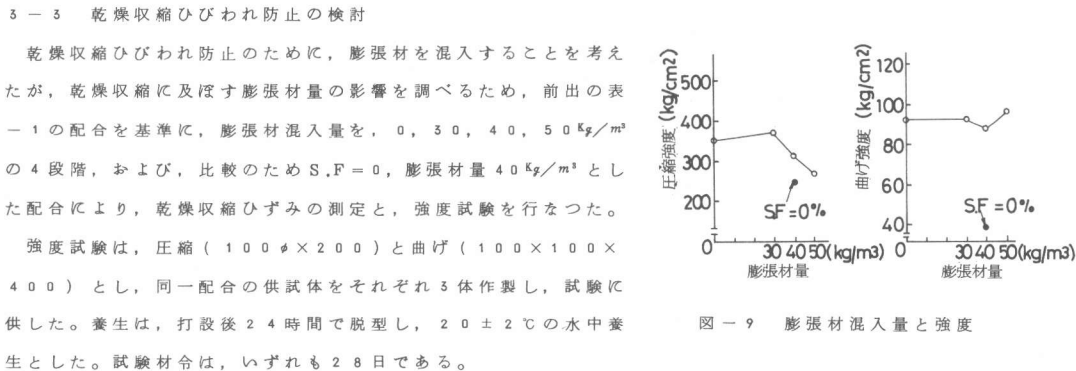 3－3　乾燥収縮ひびわれ防止の検討
乾燥収縮ひびわれ防止のために，膨張材を混入することを考え
たが，乾燥収縮に及ぼす膨張材量の影響を調べるため，前出の表
－1の配合を基準に，膨張材混入量を，0，30，40，50Kg/m³
の4段階，および，比較のためS.F＝0，膨張材量40Kg/m³とし
た配合により，乾燥収縮ひずみの測定と，強度試験を行なつた。
強度試験は，圧縮（100φ×200）と曲げ（100×100×
400）とし，同一配合の供試体をそれぞれ3体作製し，試験に
供した。養生は，打設後24時間で脱型し，20±2℃の水中養
生とした。試験材令は，いずれも28日である。
圧縮強度 (kg/cm2)
500
400
300
200
S.F=0%
0 30 40 50(kg/m3)
膨張材量
曲げ強度 (kg/cm2)
120
100
80
60
40
S.F=0%
0 30 40 50(kg/m3)
膨張材量
図－9　膨張材混入量と強度